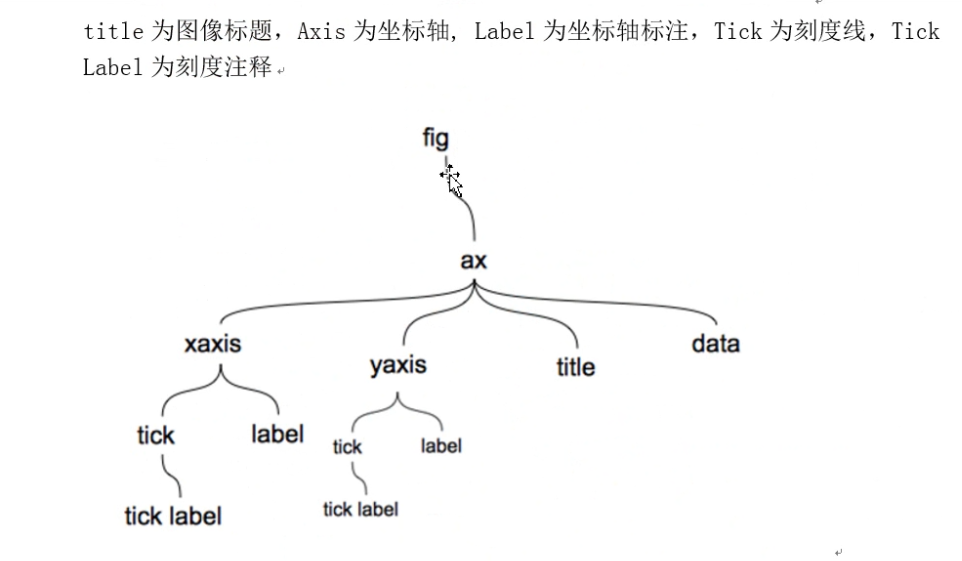 title 为图像标题，Axis 为坐标轴, Label 为坐标轴标注，Tick 为刻度线，Tick
Label 为刻度注释
fig
ax
xaxis
yaxis
title
data
tick
label
tick
label
tick label
tick label